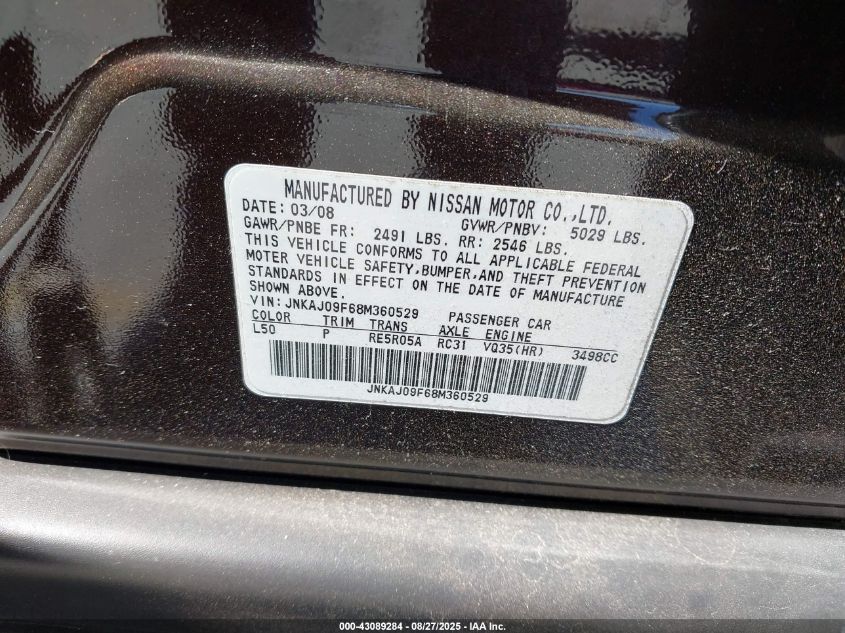 MANUFACTURED BY NISSAN MOTOR CO.,LTD.
DATE: 03/08 GVWR/PNBV: 5029 LBS.
GAWR/PNBE FR: 2491 LBS. RR: 2546 LBS.
THIS VEHICLE CONFORMS TO ALL APPLICABLE FEDERAL
MOTOR VEHICLE SAFETY,BUMPER,AND THEFT PREVENTION
STANDARDS IN EFFECT ON THE DATE OF MANUFACTURE
SHOWN ABOVE.
VIN: JNKAJ09F68M360529 PASSENGER CAR
COLOR TRIM TRANS AXLE ENGINE
L50 P RE5R05A RC31 VQ35(HR) 3498CC
JNKAJ09F68M360529
000-43089284 - 08/27/2025 - IAA Inc.